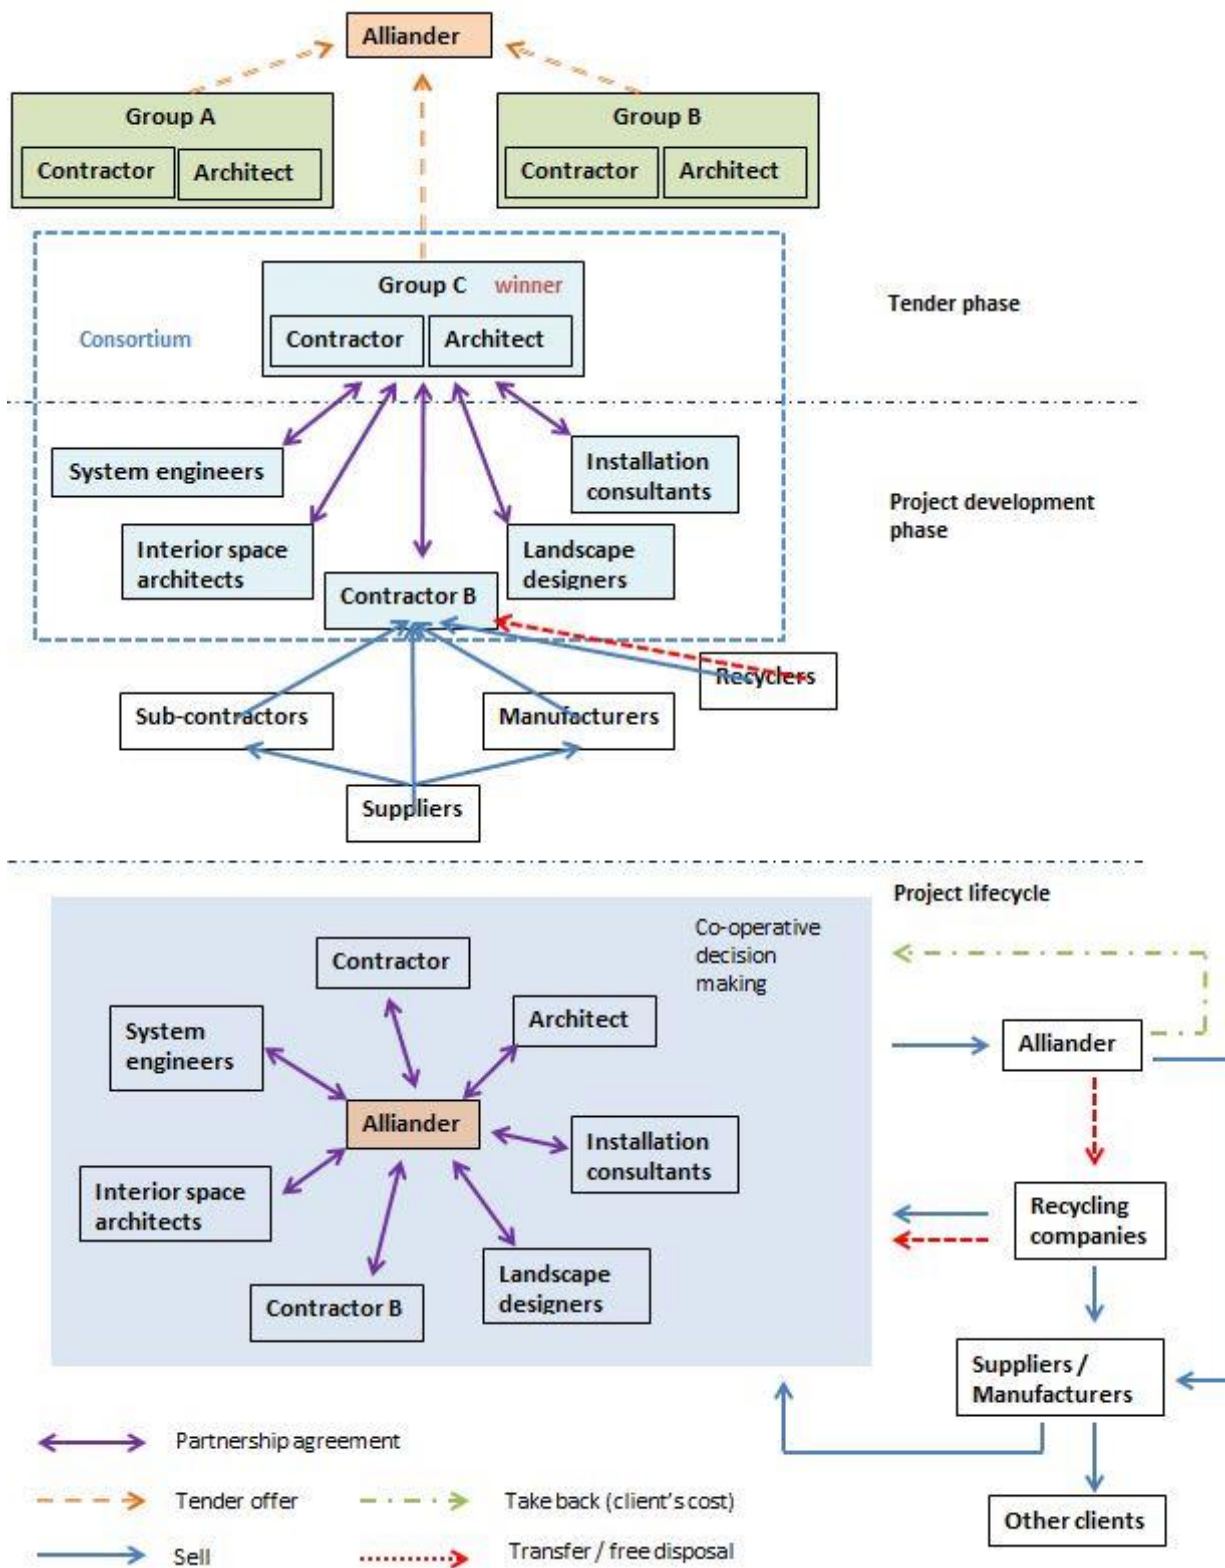 Alliander
Group A
Contractor
Architect
Group B
Contractor
Architect
Group C winner
Contractor
Architect
Consortium
Tender phase
System engineers
Installation
consultants
Interior space
architects
Landscape
designers
Contractor B
Project development
phase
Recyclers
Sub-contractors
Manufacturers
Suppliers
Project lifecycle
Co-operative
decision
making
Contractor
Architect
System
engineers
Alliander
Installation
consultants
Interior space
architects
Landscape
designers
Contractor B
Alliander
Recycling
companies
Suppliers /
Manufacturers
Other clients
Partnership agreement
Tender offer
Take back (client's cost)
Sell
Transfer / free disposal